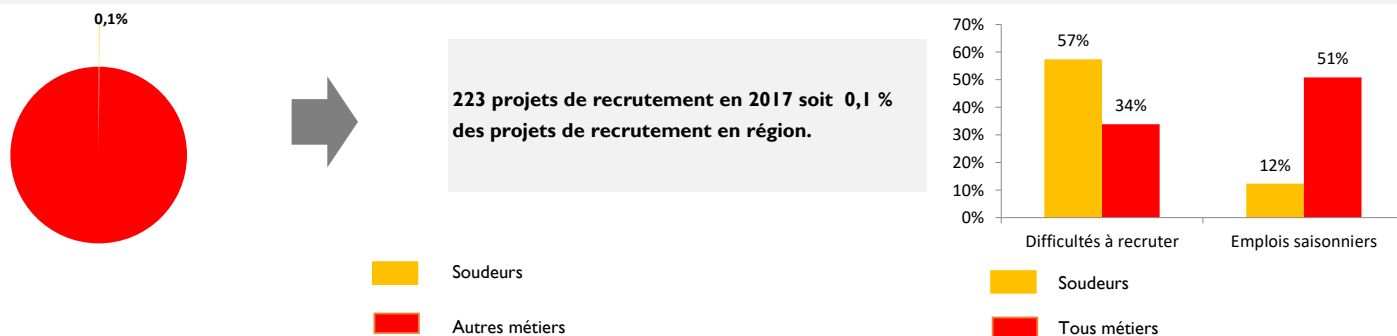 0,1%
223 projets de recrutement en 2017 soit 0,1 %
des projets de recrutement en région.
Soudeurs
Autres métiers
70%
60%
50%
40%
30%
20%
10%
0%
57%
34%
12%
51%
Difficultés à recruter
Emplois saisonniers
Soudeurs
Tous métiers